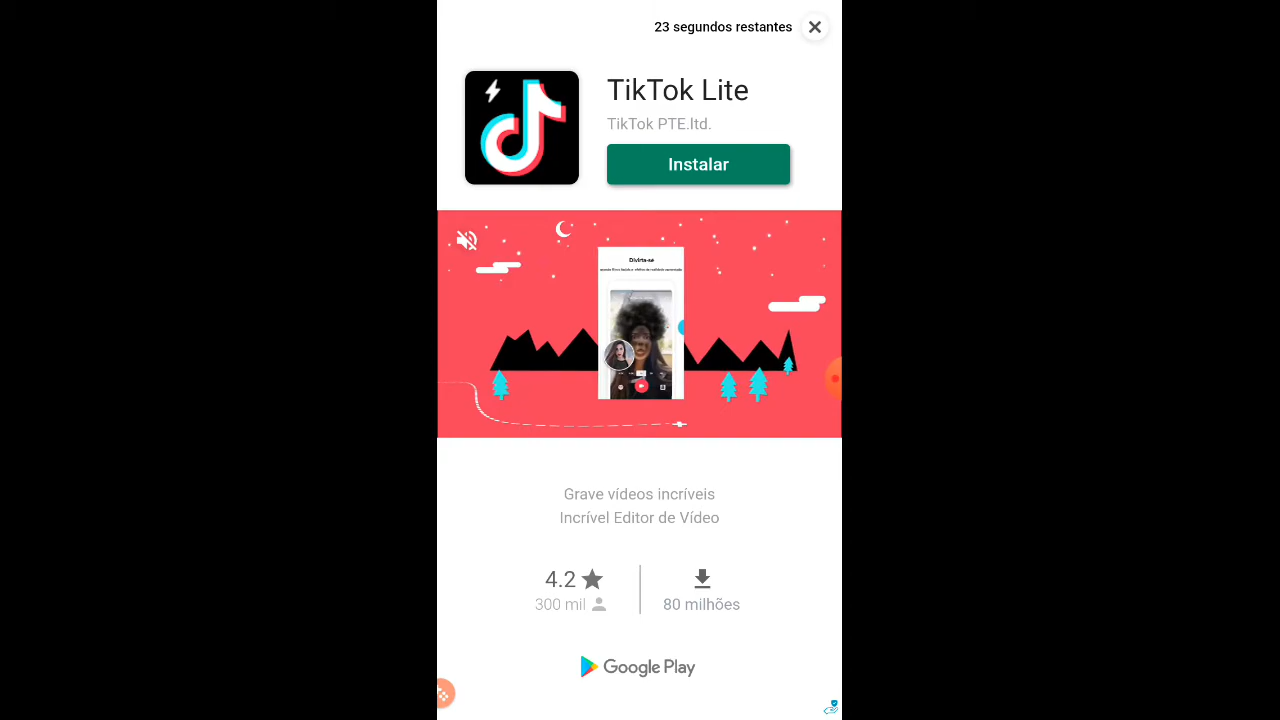 23 segundos restantes
TikTok Lite
TikTok PTE.ltd.
Instalar
Divirta-se
Grave vídeos incríveis
Incrível Editor de Vídeo
4.2
300 mil
80 milhões
Google Play